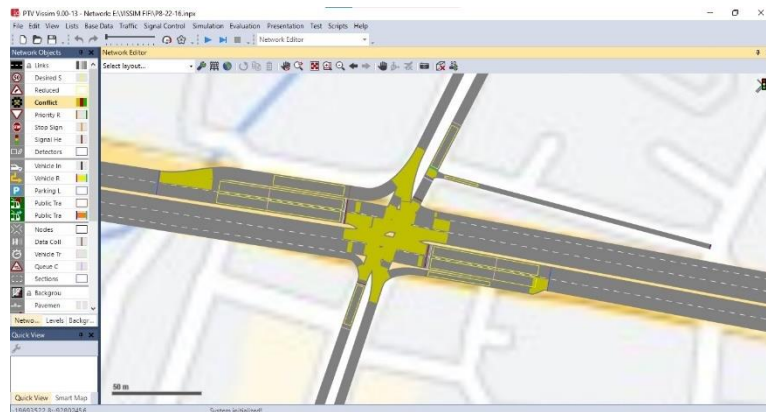 PTV Vissim 9.00-13 - Network: E:\VISSIM FIFI\P8-22-16.inpx
File Edit View Lists Base Data Traffic Signal Control Simulation Evaluation Presentation Test Scripts Help
Network Editor
Network Objects
Network Editor
Select layout...
Links
Desired S
Reduced
Conflict
Priority R
Stop Sign
Signal He
Detectors
Vehicle In
Vehicle R
Parking L
Public Tra
Public Tra
Nodes
Data Coll
Vehicle Tr
Queue C
Sections
Backgrou
Pavemen
Netwo... Levels Backgr...
Quick View
50 m
Quick View Smart Map
System initialized!